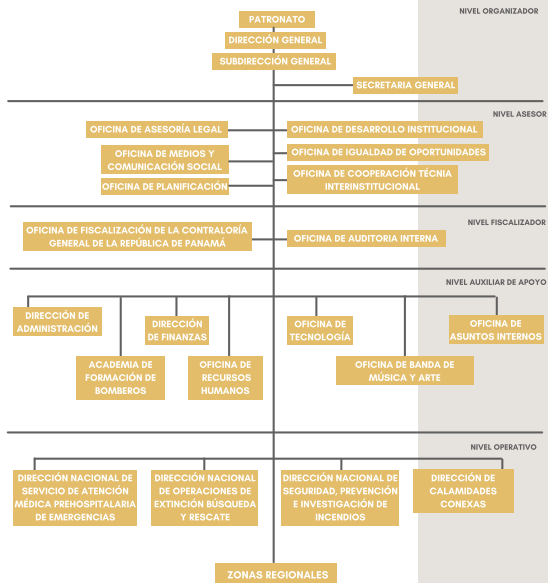 NIVEL ORGANIZADOR
PATRONATO
DIRECCIÓN GENERAL
SUBDIRECCIÓN GENERAL
SECRETARIA GENERAL
NIVEL ASESOR
OFICINA DE ASESORÍA LEGAL
OFICINA DE DESARROLLO INSTITUCIONAL
OFICINA DE MEDIOS Y
COMUNICACIÓN SOCIAL
OFICINA DE IGUALDAD DE OPORTUNIDADES
OFICINA DE PLANIFICACIÓN
OFICINA DE COOPERACIÓN TÉCNIA
INTERINSTITUCIONAL
NIVEL FISCALIZADOR
OFICINA DE FISCALIZACIÓN DE LA CONTRALORÍA
GENERAL DE LA REPÚBLICA DE PANAMÁ
OFICINA DE AUDITORIA INTERNA
NIVEL AUXILIAR DE APOYO
DIRECCIÓN DE
ADMINISTRACIÓN
ACADEMIA DE
FORMACIÓN DE
BOMBEROS
DIRECCIÓN
DE FINANZAS
OFICINA DE
RECURSOS
HUMANOS
OFICINA DE
TECNOLOGÍA
OFICINA DE BANDA DE
MÚSICA Y ARTE
OFICINA DE
ASUNTOS INTERNOS
NIVEL OPERATIVO
DIRECCIÓN NACIONAL DE
SERVICIO DE ATENCIÓN
MÉDICA PREHOSPITALARIA
DE EMERGENCIAS
DIRECCIÓN NACIONAL
DE OPERACIONES DE
EXTINCIÓN BÚSQUEDA
Y RESCATE
DIRECCIÓN NACIONAL DE
SEGURIDAD, PREVENCIÓN
E INVESTIGACIÓN DE
INCENDIOS
DIRECCIÓN DE
CALAMIDADES
CONEXAS
ZONAS REGIONALES